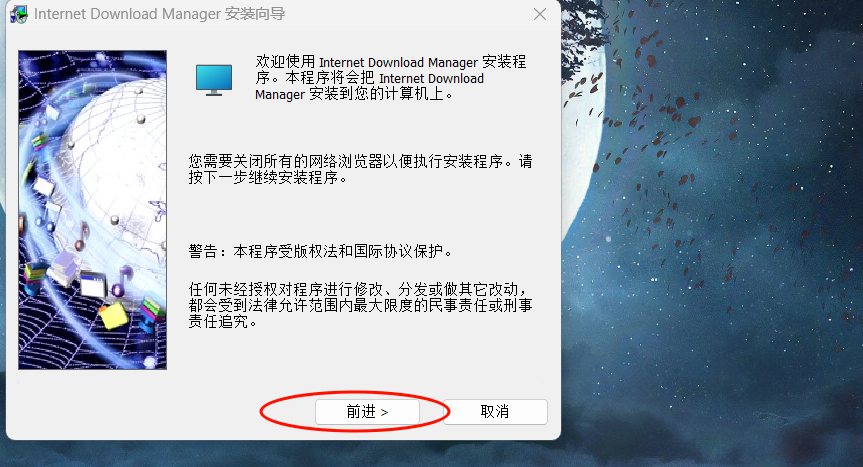 Internet Download Manager 安装向导
欢迎使用 Internet Download Manager 安装程
序。本程序将会把 Internet Download
Manager 安装到您的计算机上。
您需要关闭所有的网络浏览器以便执行安装程序。请
按下一步继续安装程序。
警告：本程序受版权法和国际协议保护。
任何未经授权对程序进行修改、分发或做其它改动，
都会受到法律允许范围内最大限度的民事责任或刑事
责任追究。
前进 >
取消